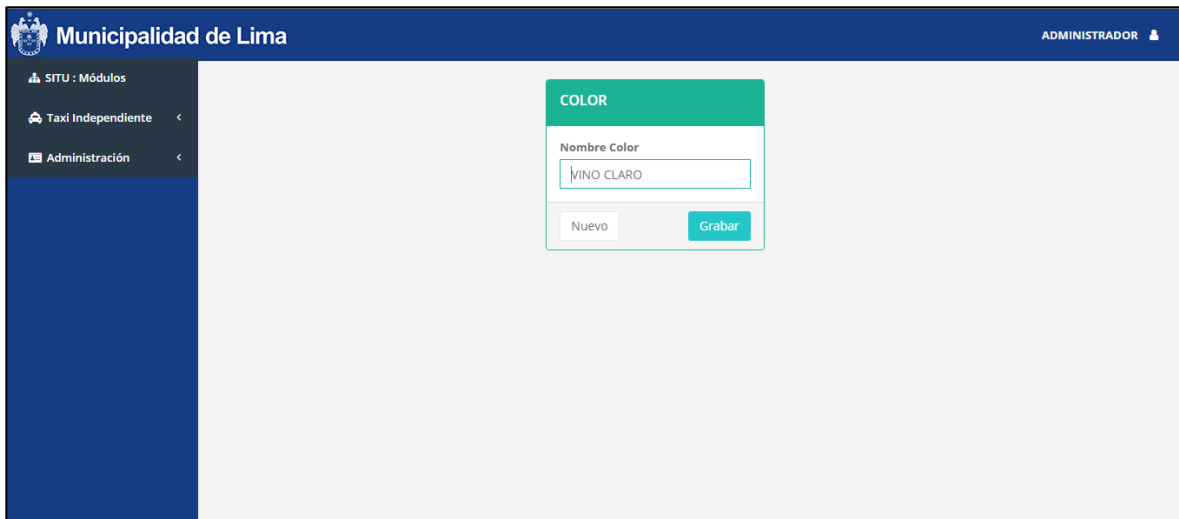 Municipalidad de Lima
ADMINISTRADOR
SITU : Módulos
Taxi Independiente
Administración
COLOR
Nombre Color
VINO CLARO
Nuevo
Grabar